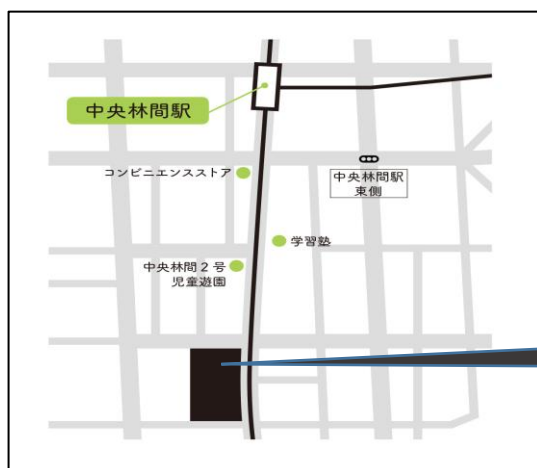 中央林間駅
コンビニエンスストア
中央林間駅
東側
学習塾
中央林間2号
児童遊園